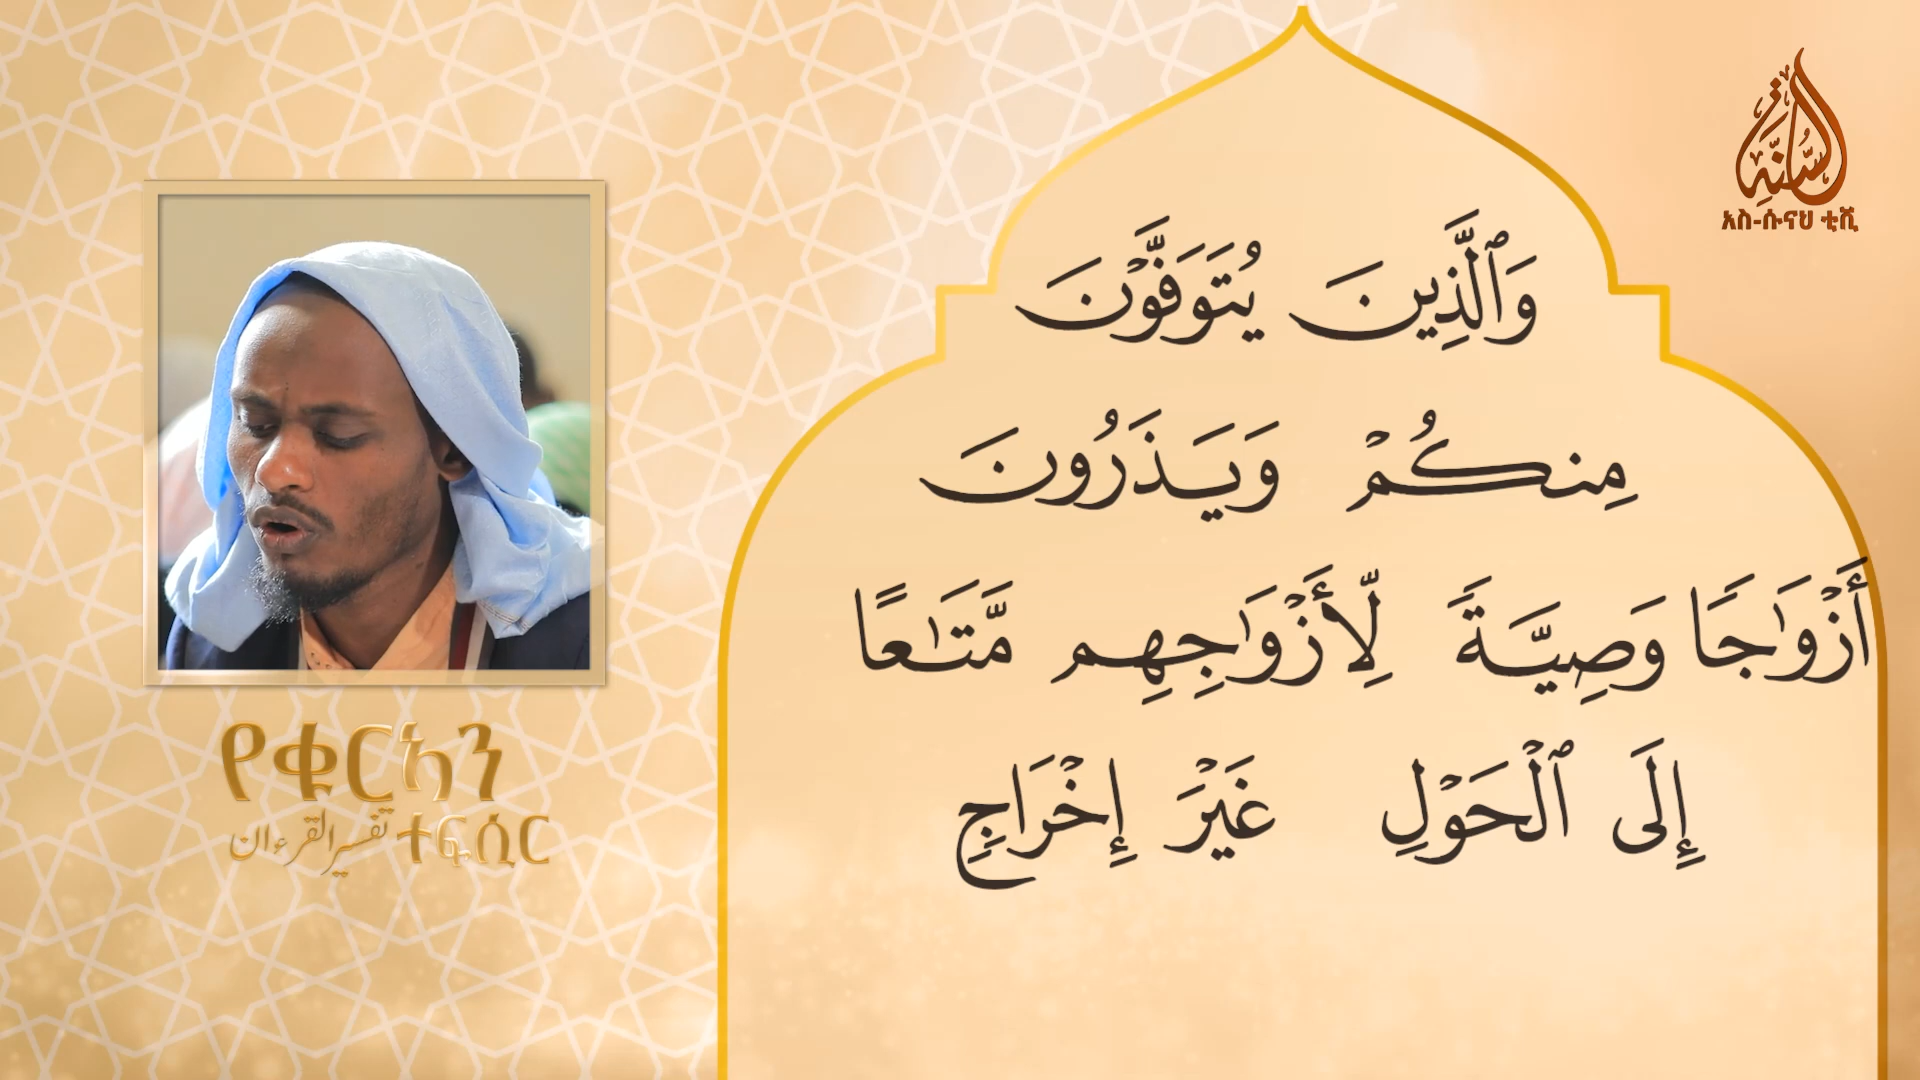 السنة
አስ-ሱናህ ቲቪ
وَٱلَّذِينَ يُتَوَفَّوْنَ
مِنكُمْ وَيَذَرُونَ
أَزْوَٰجًا وَصِيَّةً لِّأَزْوَٰجِهِم مَّتَـٰعًا
إِلَى ٱلْحَوْلِ غَيْرَ إِخْرَاجٍ
የቁርኣን
ተፍሲር تفسير القرءان